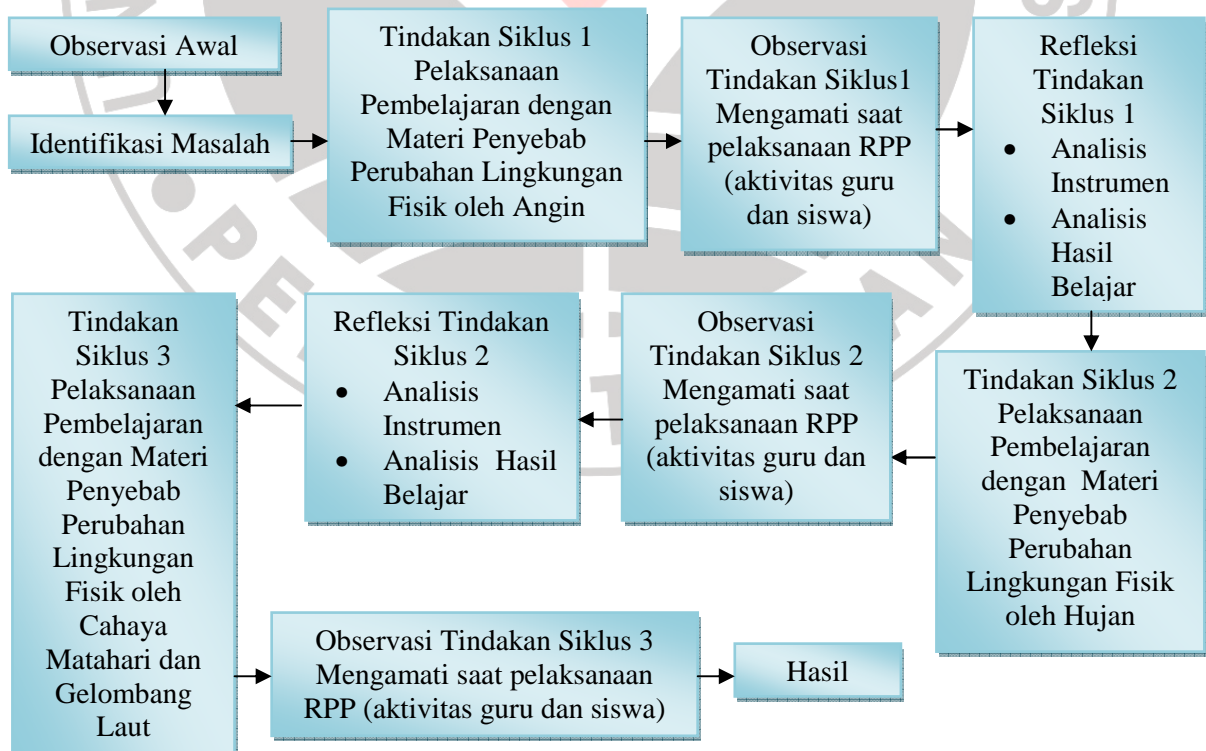 Observasi Awal
Identifikasi Masalah
Tindakan Siklus 1
Pelaksanaan
Pembelajaran dengan
Materi Penyebab
Perubahan Lingkungan
Fisik oleh Angin
Observasi
Tindakan Siklus1
Mengamati saat
pelaksanaan RPP
(aktivitas guru
dan siswa)
Refleksi
Tindakan
Siklus 1
• Analisis
Instrumen
• Analisis
Hasil
Belajar
Tindakan Siklus 2
Pelaksanaan
Pembelajaran
dengan Materi
Penyebab
Perubahan
Lingkungan Fisik
oleh Hujan
Observasi
Tindakan Siklus 2
Mengamati saat
pelaksanaan RPP
(aktivitas guru dan
siswa)
Refleksi Tindakan
Siklus 2
• Analisis
Instrumen
• Analisis Hasil
Belajar
Tindakan
Siklus 3
Pelaksanaan
Pembelajaran
dengan Materi
Penyebab
Perubahan
Lingkungan
Fisik oleh
Cahaya
Matahari dan
Gelombang
Laut
Observasi Tindakan Siklus 3
Mengamati saat pelaksanaan
RPP (aktivitas guru dan siswa)
Hasil